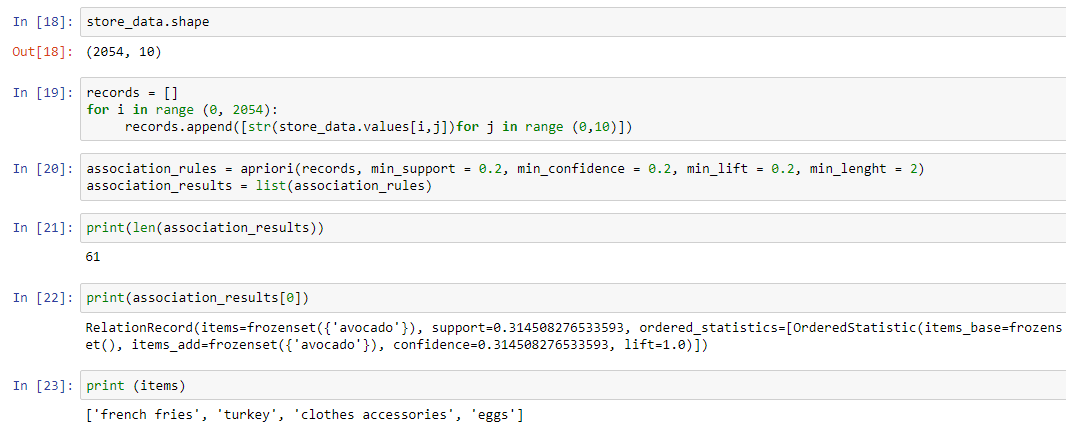 In [18]: store_data.shape
Out[18]: (2054, 10)
In [19]: records = []
for i in range (0, 2054):
     records.append([str(store_data.values[i,j])for j in range (0,10)])
In [20]: association_rules = apriori(records, min_support = 0.2, min_confidence = 0.2, min_lift = 0.2, min_lenght = 2)
association_results = list(association_rules)
In [21]: print(len(association_results))
61
In [22]: print(association_results[0])
RelationRecord(items=frozenset({'avocado'}), support=0.314508276533593, ordered_statistics=[OrderedStatistic(items_base=frozens
et(), items_add=frozenset({'avocado'}), confidence=0.314508276533593, lift=1.0)])
In [23]: print (items)
['french fries', 'turkey', 'clothes accessories', 'eggs']